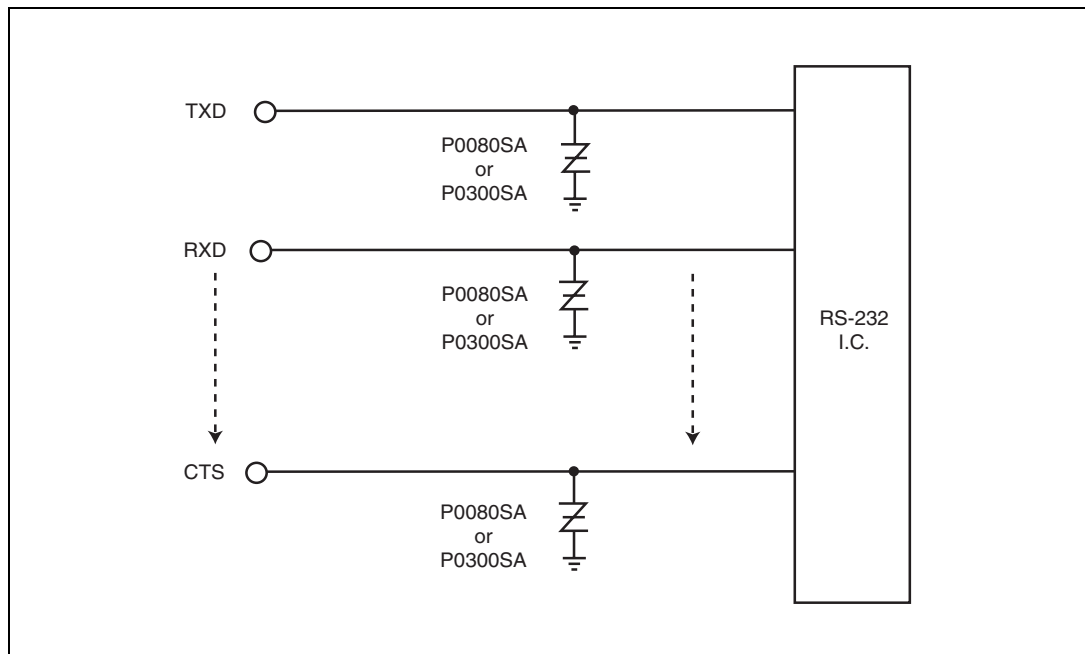 TXD
P0080SA
or
P0300SA
RXD
P0080SA
or
P0300SA
RS-232
I.C.
CTS
P0080SA
or
P0300SA